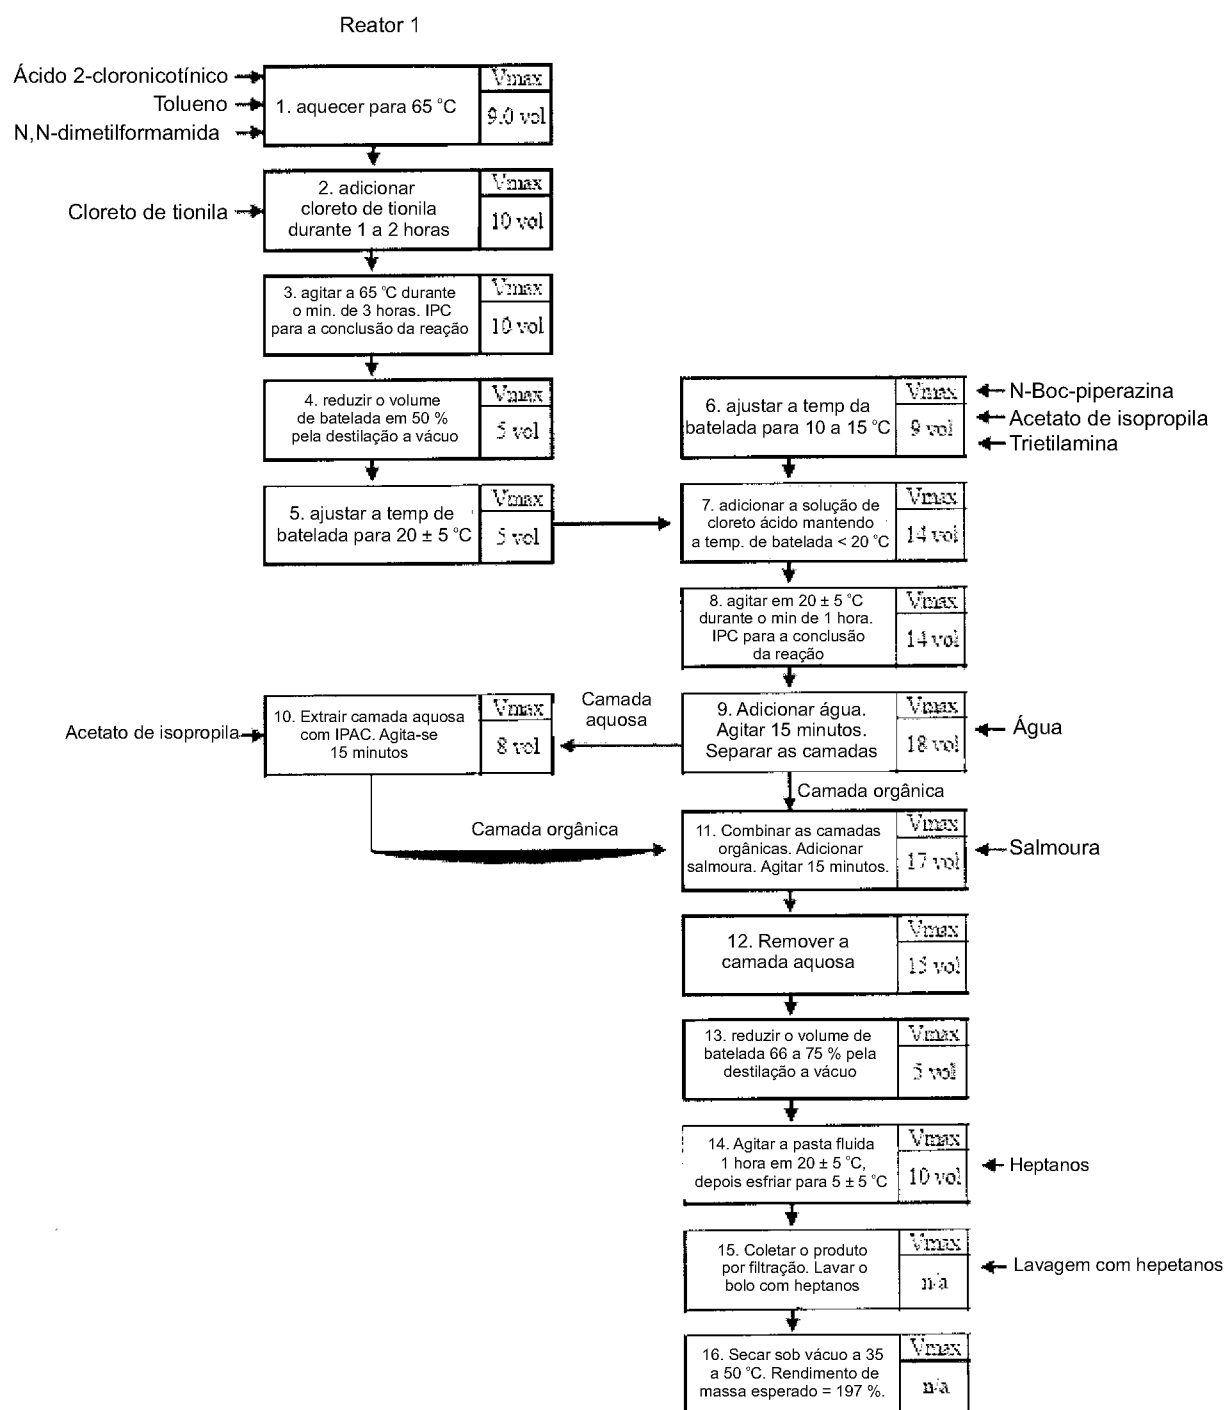 Reator 1
Ácido 2-cloronicotínico
Tolueno
N,N-dimetilformamida
1. aquecer para 65 °C
Vmax
9.0 vol
Cloreto de tionila
2. adicionar
cloreto de tionila
durante 1 a 2 horas
Vmax
10 vol
3. agitar a 65 °C durante
o min. de 3 horas. IPC
para a conclusão da reação
Vmax
10 vol
4. reduzir o volume
de batelada em 50 %
pela destilação a vácuo
Vmax
5 vol
5. ajustar a temp de
batelada para 20 ± 5 °C
Vmax
5 vol
6. ajustar a temp da
batelada para 10 a 15 °C
Vmax
9 vol
N-Boc-piperazina
Acetato de isopropila
Trietilamina
7. adicionar a solução de
cloreto ácido mantendo
a temp. de batelada < 20 °C
Vmax
14 vol
8. agitar em 20 ± 5 °C
durante o min de 1 hora.
IPC para a conclusão
da reação
Vmax
14 vol
9. Adicionar água.
Agitar 15 minutos.
Separar as camadas
Vmax
18 vol
Água
Camada
aquosa
Acetato de isopropila
10. Extrair camada aquosa
com IPAC. Agita-se
15 minutos
Vmax
8 vol
Camada orgânica
Camada orgânica
11. Combinar as camadas
orgânicas. Adicionar
salmoura. Agitar 15 minutos.
Vmax
17 vol
Salmoura
12. Remover a
camada aquosa
Vmax
15 vol
13. reduzir o volume de
batelada 66 a 75 % pela
destilação a vácuo
Vmax
5 vol
14. Agitar a pasta fluida
1 hora em 20 ± 5 °C,
depois esfriar para 5 ± 5 °C
Vmax
10 vol
Heptanos
15. Coletar o produto
por filtração. Lavar o
bolo com heptanos
Vmax
n/a
Lavagem com hepetanos
16. Secar sob vácuo a 35
a 50 °C. Rendimento de
massa esperado = 197 %.
Vmax
n/a